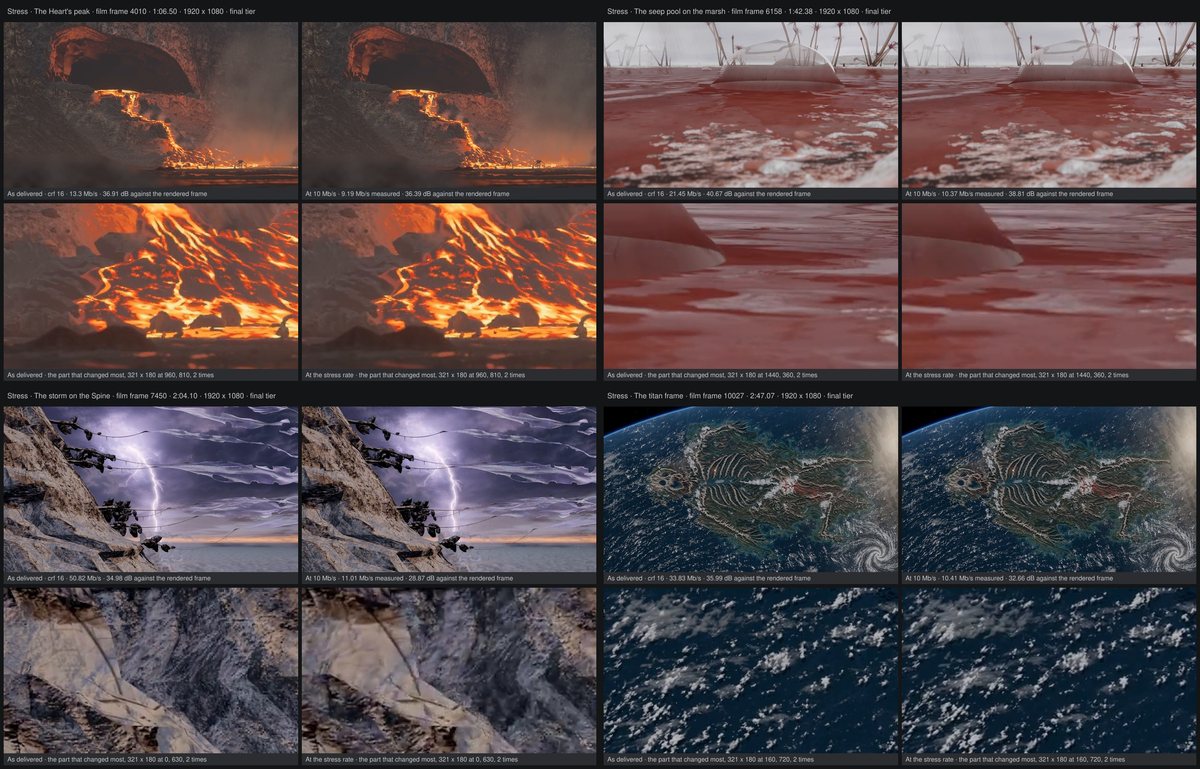 Stress · The Heart's peak · film frame 4010 · 1:06.50 · 1920 x 1080 · final tier
As delivered · crf 16 · 13.3 Mb/s · 36.91 dB against the rendered frame
At 10 Mb/s · 9.19 Mb/s measured · 36.39 dB against the rendered frame
As delivered · the part that changed most, 321 x 180 at 960, 810, 2 times
At the stress rate · the part that changed most, 321 x 180 at 960, 810, 2 times
Stress · The seep pool on the marsh · film frame 6158 · 1:42.38 · 1920 x 1080 · final tier
As delivered · crf 16 · 21.45 Mb/s · 40.67 dB against the rendered frame
At 10 Mb/s · 10.37 Mb/s measured · 38.81 dB against the rendered frame
As delivered · the part that changed most, 321 x 180 at 1440, 360, 2 times
At the stress rate · the part that changed most, 321 x 180 at 1440, 360, 2 times
Stress · The storm on the Spine · film frame 7450 · 2:04.10 · 1920 x 1080 · final tier
As delivered · crf 16 · 50.82 Mb/s · 34.98 dB against the rendered frame
At 10 Mb/s · 11.01 Mb/s measured · 28.87 dB against the rendered frame
As delivered · the part that changed most, 321 x 180 at 0, 630, 2 times
At the stress rate · the part that changed most, 321 x 180 at 0, 630, 2 times
Stress · The titan frame · film frame 10027 · 2:47.07 · 1920 x 1080 · final tier
As delivered · crf 16 · 33.83 Mb/s · 35.99 dB against the rendered frame
At 10 Mb/s · 10.41 Mb/s measured · 32.66 dB against the rendered frame
As delivered · the part that changed most, 321 x 180 at 160, 720, 2 times
At the stress rate · the part that changed most, 321 x 180 at 160, 720, 2 times